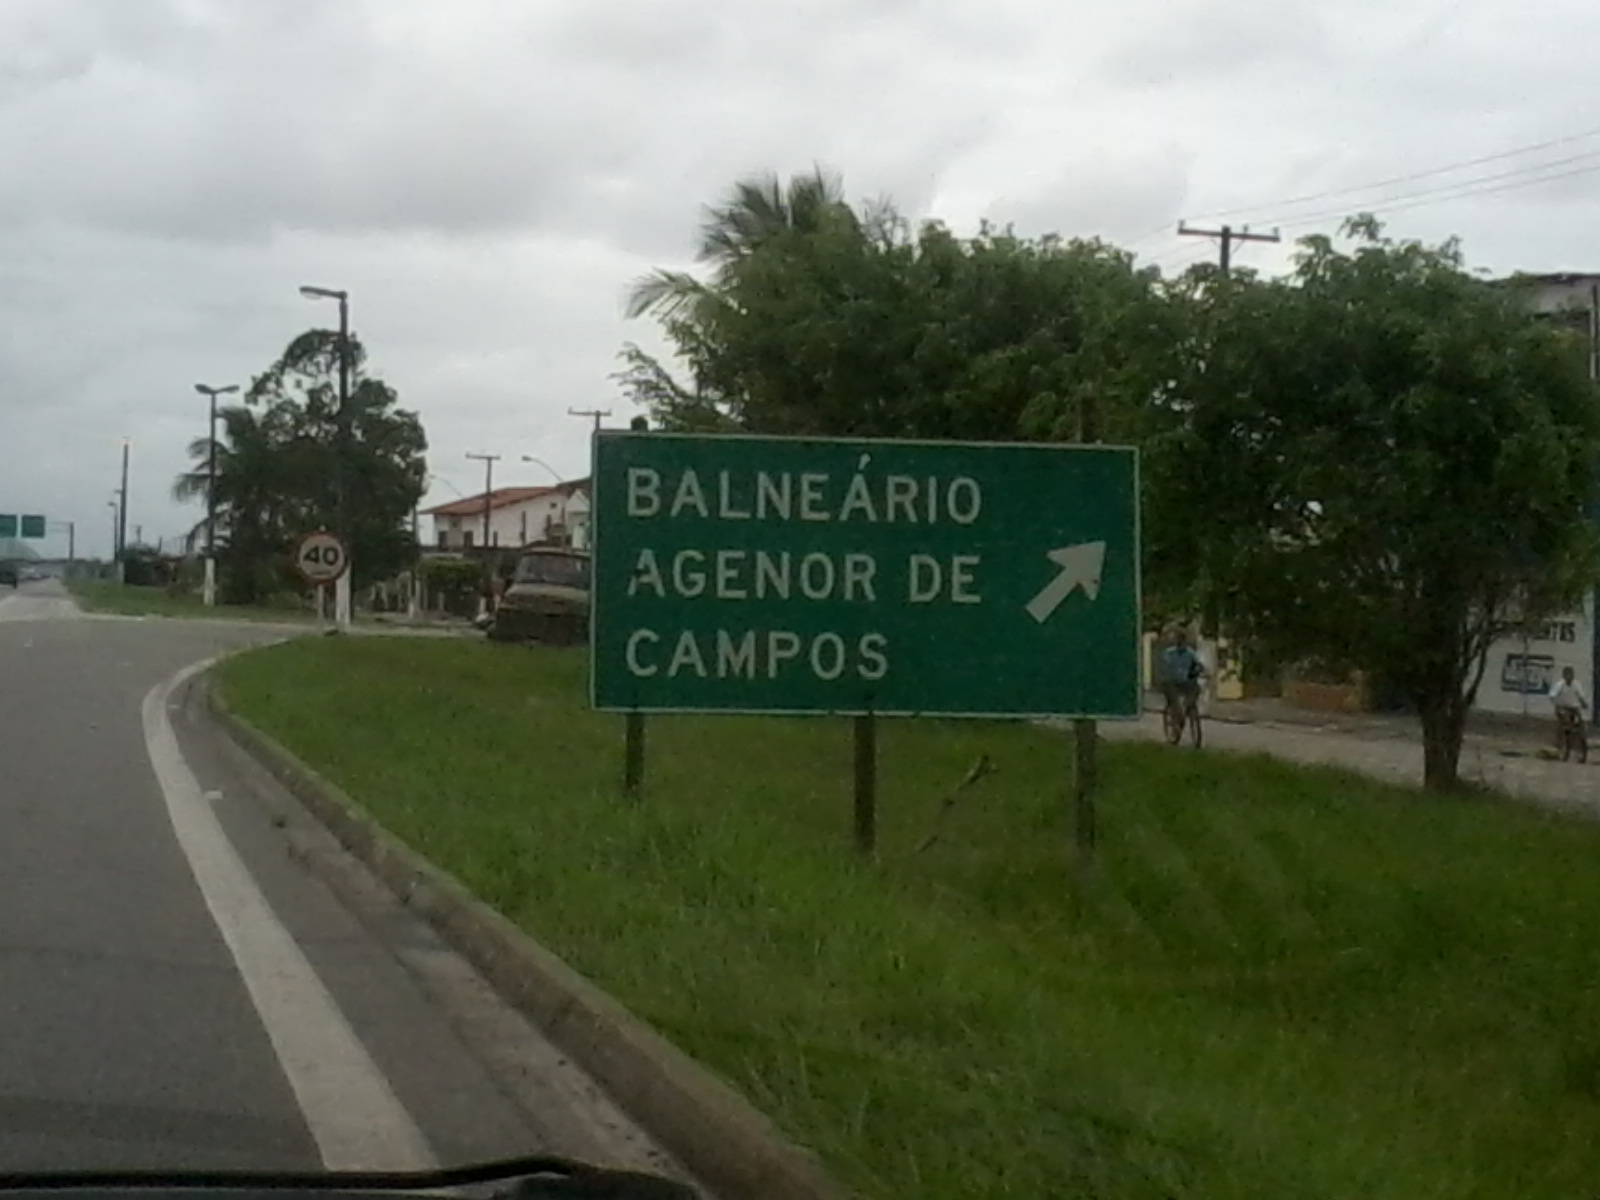 BALNEÁRIO
AGENOR DE
CAMPOS
40